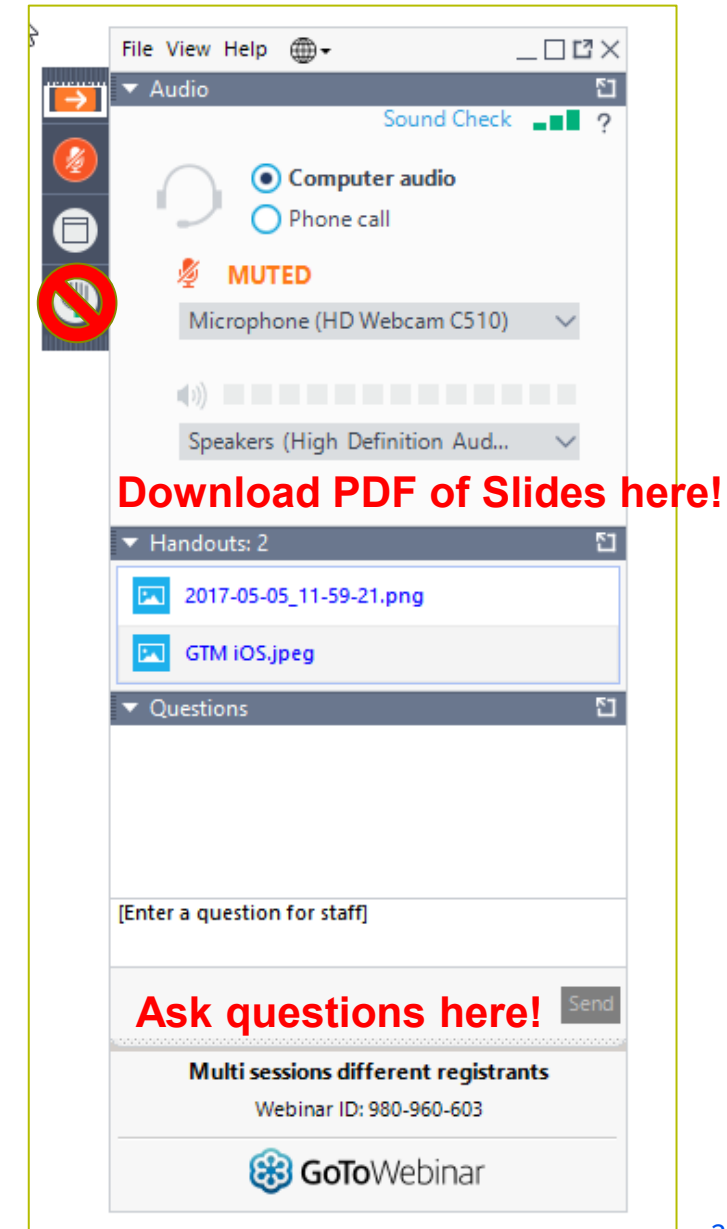 File View Help
Audio
Sound Check ?
Computer audio
Phone call
MUTED
Microphone (HD Webcam C510)
Speakers (High Definition Aud...
Download PDF of Slides here!
Handouts: 2
2017-05-05_11-59-21.png
GTM iOS.jpeg
Questions
[Enter a question for staff]
Ask questions here! Send
Multi sessions different registrants
Webinar ID: 980-960-603
GoToWebinar